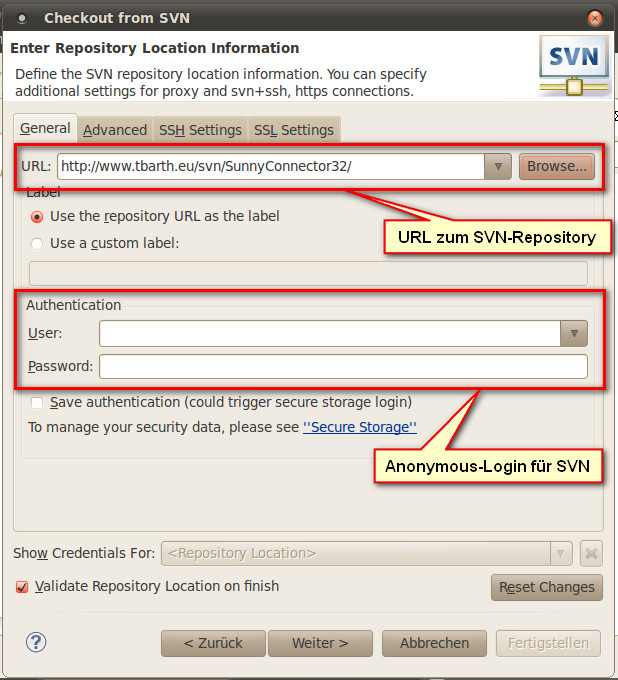 Checkout from SVN
Enter Repository Location Information
Define the SVN repository location information. You can specify
additional settings for proxy and svn+ssh, https connections.
SVN
General Advanced SSH Settings SSL Settings
URL: http://www.tbarth.eu/svn/SunnyConnector32/ Browse...
Label
Use the repository URL as the label
URL zum SVN-Repository
Use a custom label:
Authentication
User:
Password:
Save authentication (could trigger secure storage login)
To manage your security data, please see "Secure Storage"
Anonymous-Login für SVN
Show Credentials For: <Repository Location>
Validate Repository Location on finish
Reset Changes
? < Zurück Weiter > Abbrechen Fertigstellen